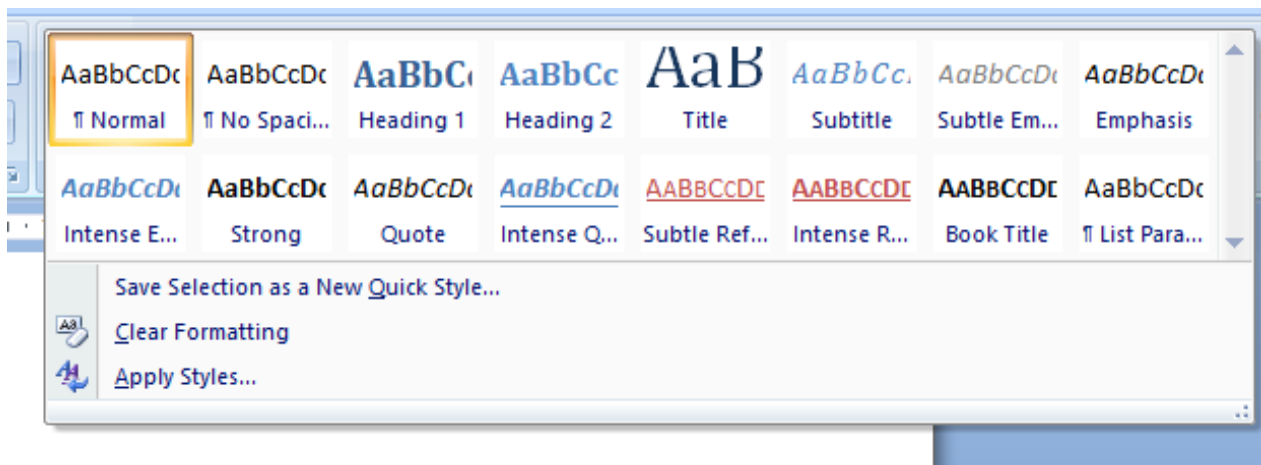 AaBbCcDc AaBbCcDc AaBbC AaBbCc AaB AaBbCc. AaBbCcDc AaBbCcDc
¶ Normal ¶ No Spaci... Heading 1 Heading 2 Title Subtitle Subtle Em... Emphasis
AaBbCcDc AaBbCcDc AaBbCcDc AaBbCcDc AABBCCDD AABBCCDD AABBCCDD AaBbCcDc
Intense E... Strong Quote Intense Q... Subtle Ref... Intense R... Book Title ¶ List Para...
Save Selection as a New Quick Style...
Clear Formatting
Apply Styles...